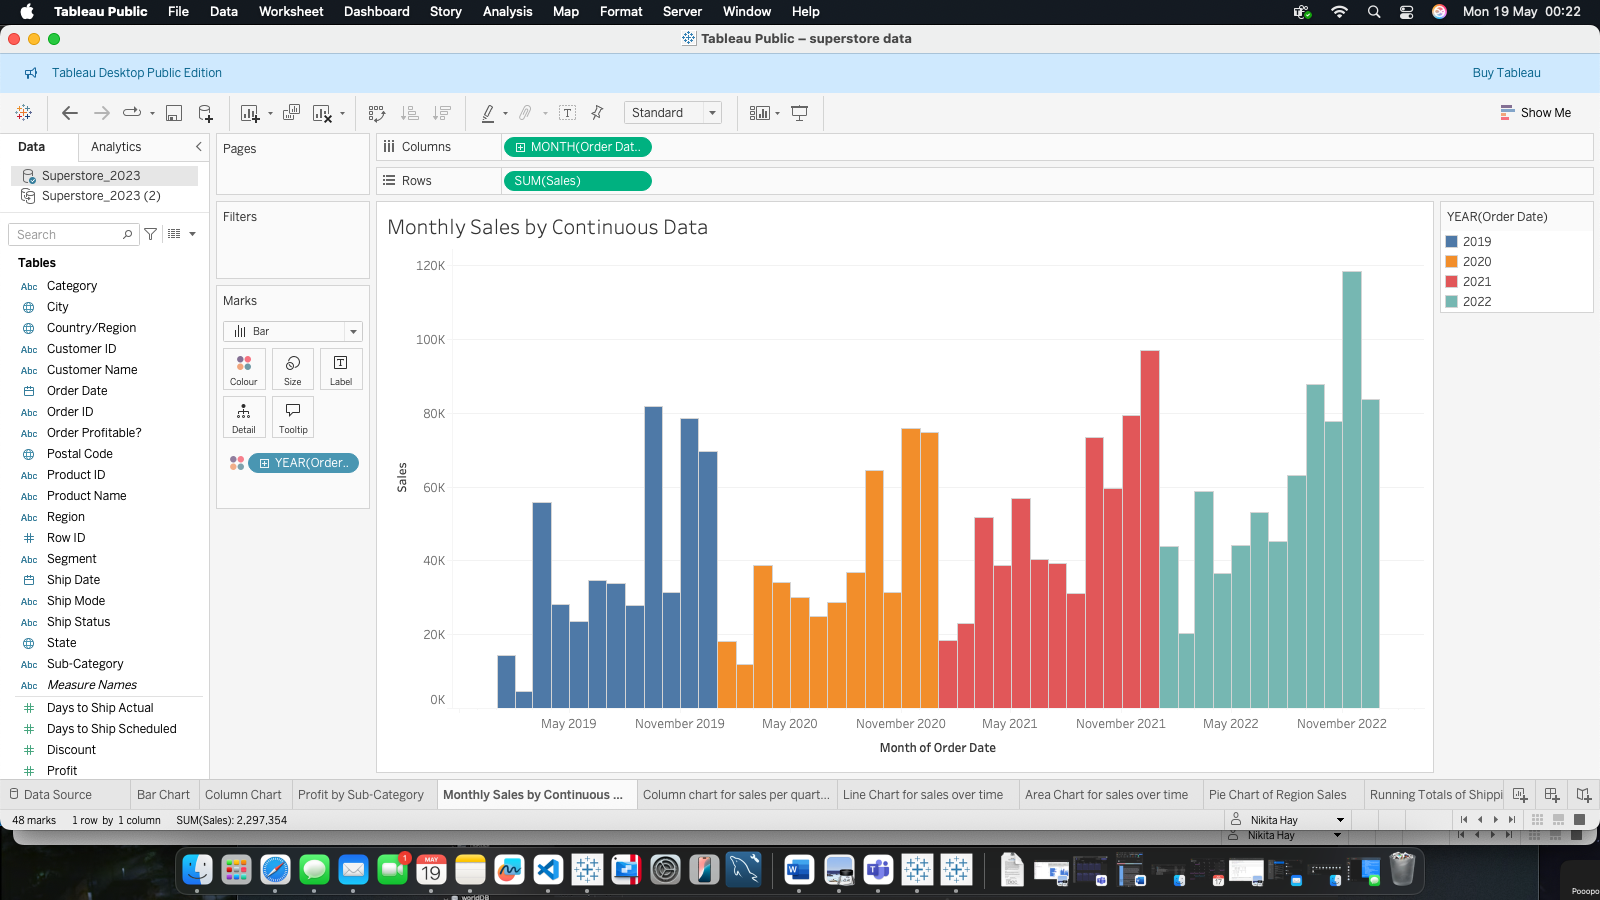 Tableau Public File Data Worksheet Dashboard Story Analysis Map Format Server Window Help Mon 19 May 00:22
Tableau Public – superstore data
Tableau Desktop Public Edition Buy Tableau
Standard Show Me
Data Analytics
Superstore_2023
Superstore_2023 (2)
Search
Tables
Abc Category
City
Country/Region
Abc Customer ID
Abc Customer Name
Order Date
Abc Order ID
Abc Order Profitable?
Postal Code
Abc Product ID
Abc Product Name
Abc Region
Row ID
Abc Segment
Ship Date
Abc Ship Mode
Abc Ship Status
State
Abc Sub-Category
Abc Measure Names
Days to Ship Actual
Days to Ship Scheduled
Discount
Profit
Pages
Filters
Marks
Bar
Colour Size Label
Detail Tooltip
YEAR(Order..
Columns MONTH(Order Dat..
Rows SUM(Sales)
Monthly Sales by Continuous Data
120K
100K
80K
60K
40K
20K
0K
Sales
May 2019 November 2019 May 2020 November 2020 May 2021 November 2021 May 2022 November 2022
Month of Order Date
YEAR(Order Date)
2019
2020
2021
2022
Data Source Bar Chart Column Chart Profit by Sub-Category Monthly Sales by Continuous ... Column chart for sales per quart... Line Chart for sales over time Area Chart for sales over time Pie Chart of Region Sales Running Totals of Shippi
48 marks 1 row by 1 column SUM(Sales): 2,297,354 Nikita Hay
Nikita Hay
1
MAY
19
worldDB
Pooopo